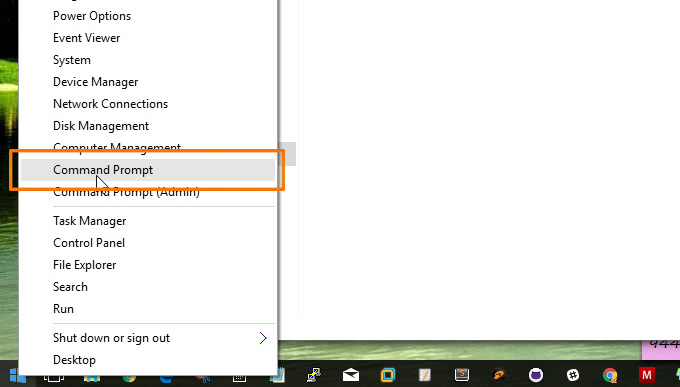 Power Options
Event Viewer
System
Device Manager
Network Connections
Disk Management
Computer Management
Command Prompt
Command Prompt (Admin)
Task Manager
Control Panel
File Explorer
Search
Run
Shut down or sign out
Desktop